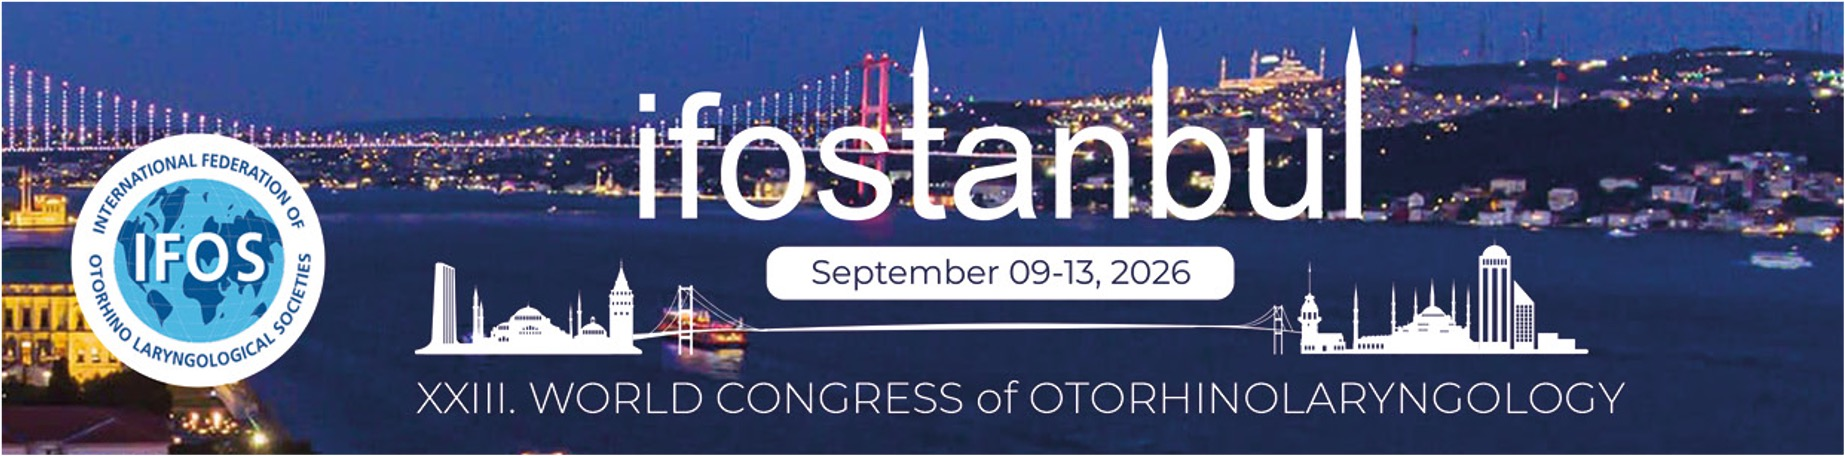 ifostanbul
INTERNATIONAL FEDERATION OF
IFOS
OTORHINO LARYNGOLOGICAL SOCIETIES
September 09-13, 2026
XXIII. WORLD CONGRESS of OTORHINOLARYNGOLOGY